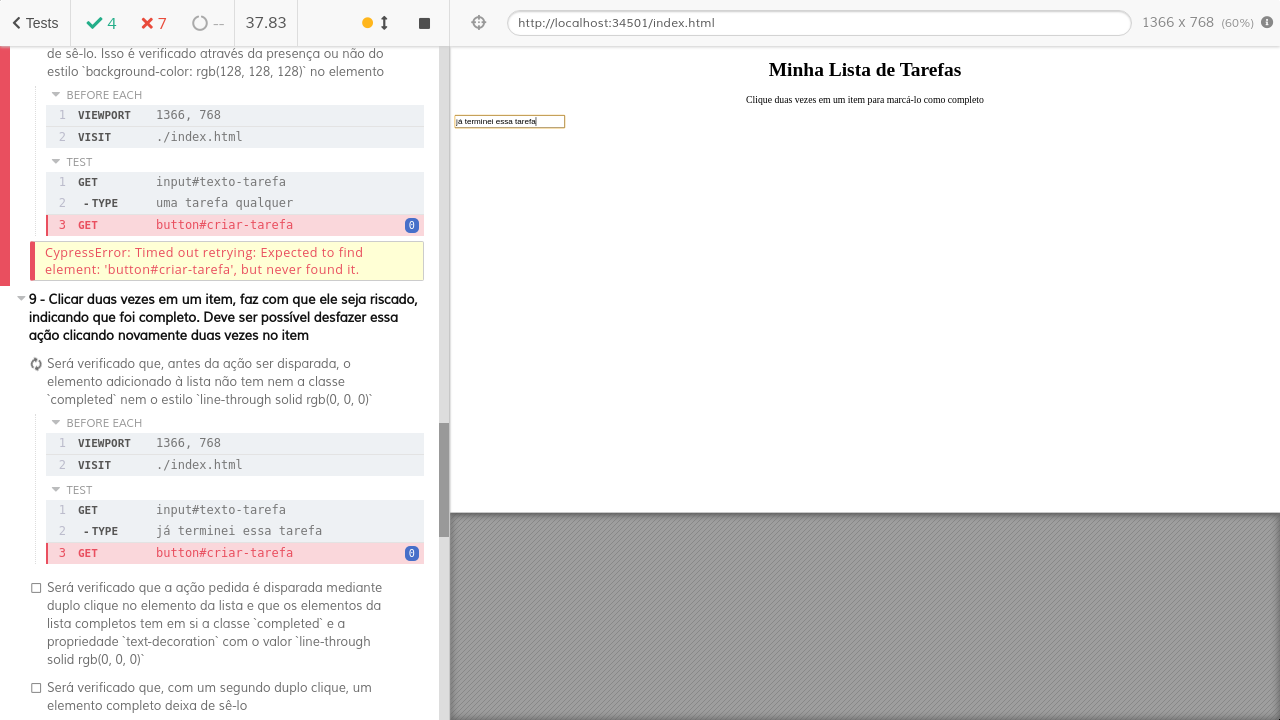 Tests 4 7 -- 37.83
http://localhost:34501/index.html 1366 x 768 (60%)
de sê-lo. Isso é verificado através da presença ou não do
estilo `background-color: rgb(128, 128, 128)` no elemento
BEFORE EACH
1 VIEWPORT 1366, 768
2 VISIT ./index.html
TEST
1 GET input#texto-tarefa
2 -TYPE uma tarefa qualquer
3 GET button#criar-tarefa 0
CypressError: Timed out retrying: Expected to find
element: 'button#criar-tarefa', but never found it.
9 - Clicar duas vezes em um item, faz com que ele seja riscado,
indicando que foi completo. Deve ser possível desfazer essa
ação clicando novamente duas vezes no item
Será verificado que, antes da ação ser disparada, o
elemento adicionado à lista não tem nem a classe
`completed` nem o estilo `line-through solid rgb(0, 0, 0)`
BEFORE EACH
1 VIEWPORT 1366, 768
2 VISIT ./index.html
TEST
1 GET input#texto-tarefa
2 -TYPE já terminei essa tarefa
3 GET button#criar-tarefa 0
Será verificado que a ação pedida é disparada mediante
duplo clique no elemento da lista e que os elementos da
lista completos tem em si a classe `completed` e a
propriedade `text-decoration` com o valor `line-through
solid rgb(0, 0, 0)`
Será verificado que, com um segundo duplo clique, um
elemento completo deixa de sê-lo
Minha Lista de Tarefas
Clique duas vezes em um item para marcá-lo como completo
já terminei essa tarefa